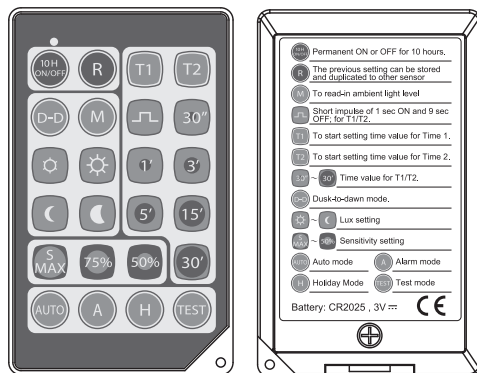 10H
ON/OFF
R
T1
T2
D-D
M
30"
1'
3'
5'
15'
S
MAX
75%
50%
30'
AUTO
A
H
TEST
10H
ON/OFF
Permanent ON or OFF for 10 hours.
R
The previous setting can be stored
and duplicated to other sensor
M
To read-in ambient light level
Short impulse of 1 sec ON and 9 sec
OFF; for T1/T2.
T1
To start setting time value for Time 1.
T2
To start setting time value for Time 2.
30" ~ 30' Time value for T1/T2.
D-D
Dusk-to-dawn mode.
~ Lux setting
S
MAX
~ 50% Sensitivity setting
AUTO Auto mode A Alarm mode
H Holiday Mode TEST Test mode
Battery: CR2025 , 3V CE